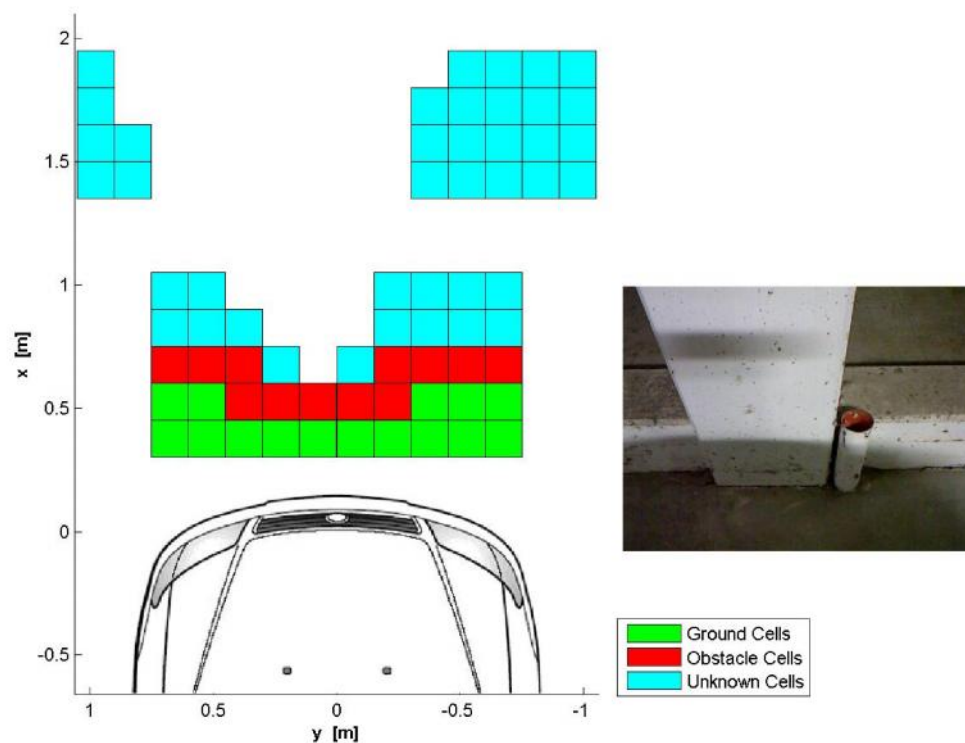 2
1.5
1
0.5
0
-0.5
x [m]
1 0.5 0 -0.5 -1
y [m]
Ground Cells
Obstacle Cells
Unknown Cells